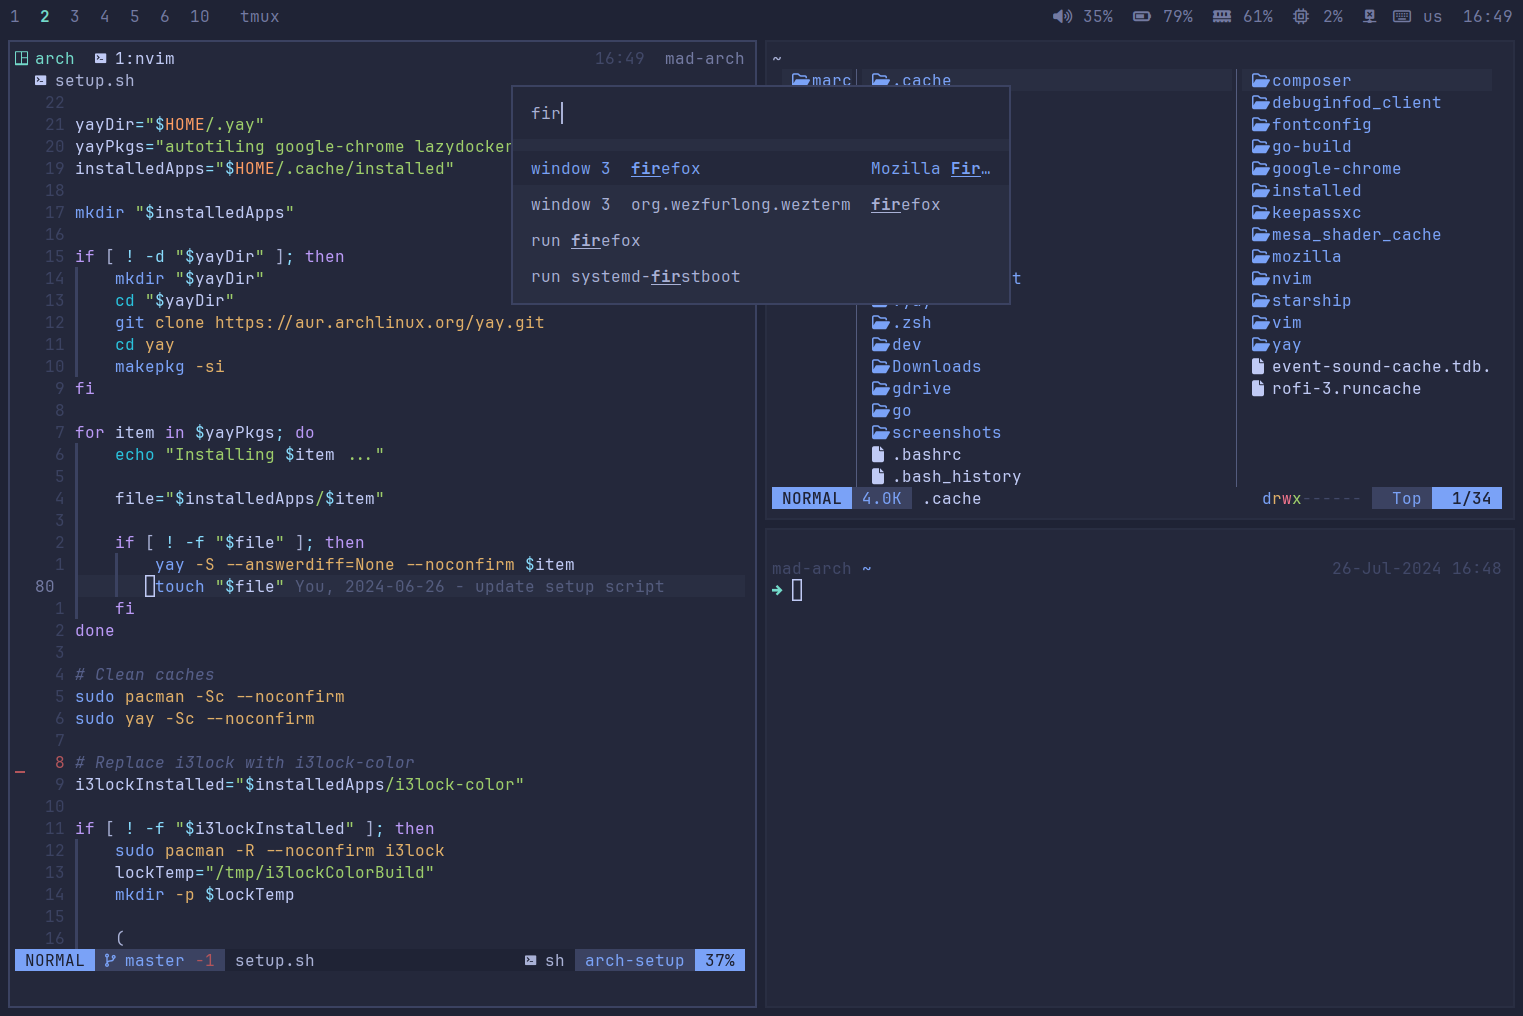 1 2 3 4 5 6 10 tmux 35% 79% 61% 2% us 16:49
arch 1:nvim 16:49 mad-arch
setup.sh
22
21 yayDir="$HOME/.yay"
20 yayPkgs="autotiling google-chrome lazydocker
19 installedApps="$HOME/.cache/installed"
18
17 mkdir "$installedApps"
16
15 if [ ! -d "$yayDir" ]; then
14 mkdir "$yayDir"
13 cd "$yayDir"
12 git clone https://aur.archlinux.org/yay.git
11 cd yay
10 makepkg -si
9 fi
8
7 for item in $yayPkgs; do
6 echo "Installing $item ..."
5
4 file="$installedApps/$item"
3
2 if [ ! -f "$file" ]; then
1 yay -S --answerdiff=None --noconfirm $item
80 touch "$file" You, 2024-06-26 - update setup script
1 fi
2 done
3
4 # Clean caches
5 sudo pacman -Sc --noconfirm
6 sudo yay -Sc --noconfirm
7
8 # Replace i3lock with i3lock-color
9 i3lockInstalled="$installedApps/i3lock-color"
10
11 if [ ! -f "$i3lockInstalled" ]; then
12 sudo pacman -R --noconfirm i3lock
13 lockTemp="/tmp/i3lockColorBuild"
14 mkdir -p $lockTemp
15
16 (
NORMAL master -1 setup.sh sh arch-setup 37%
fir
window 3 firefox Mozilla Fir…
window 3 org.wezfurlong.wezterm firefox
run firefox
run systemd-firstboot
~
marc
.cache
.zsh
dev
Downloads
gdrive
go
screenshots
.bashrc
.bash_history
composer
debuginfod_client
fontconfig
go-build
google-chrome
installed
keepassxc
mesa_shader_cache
mozilla
nvim
starship
vim
yay
event-sound-cache.tdb.
rofi-3.runcache
NORMAL 4.0K .cache drwx------ Top 1/34
mad-arch ~ 26-Jul-2024 16:48
➜